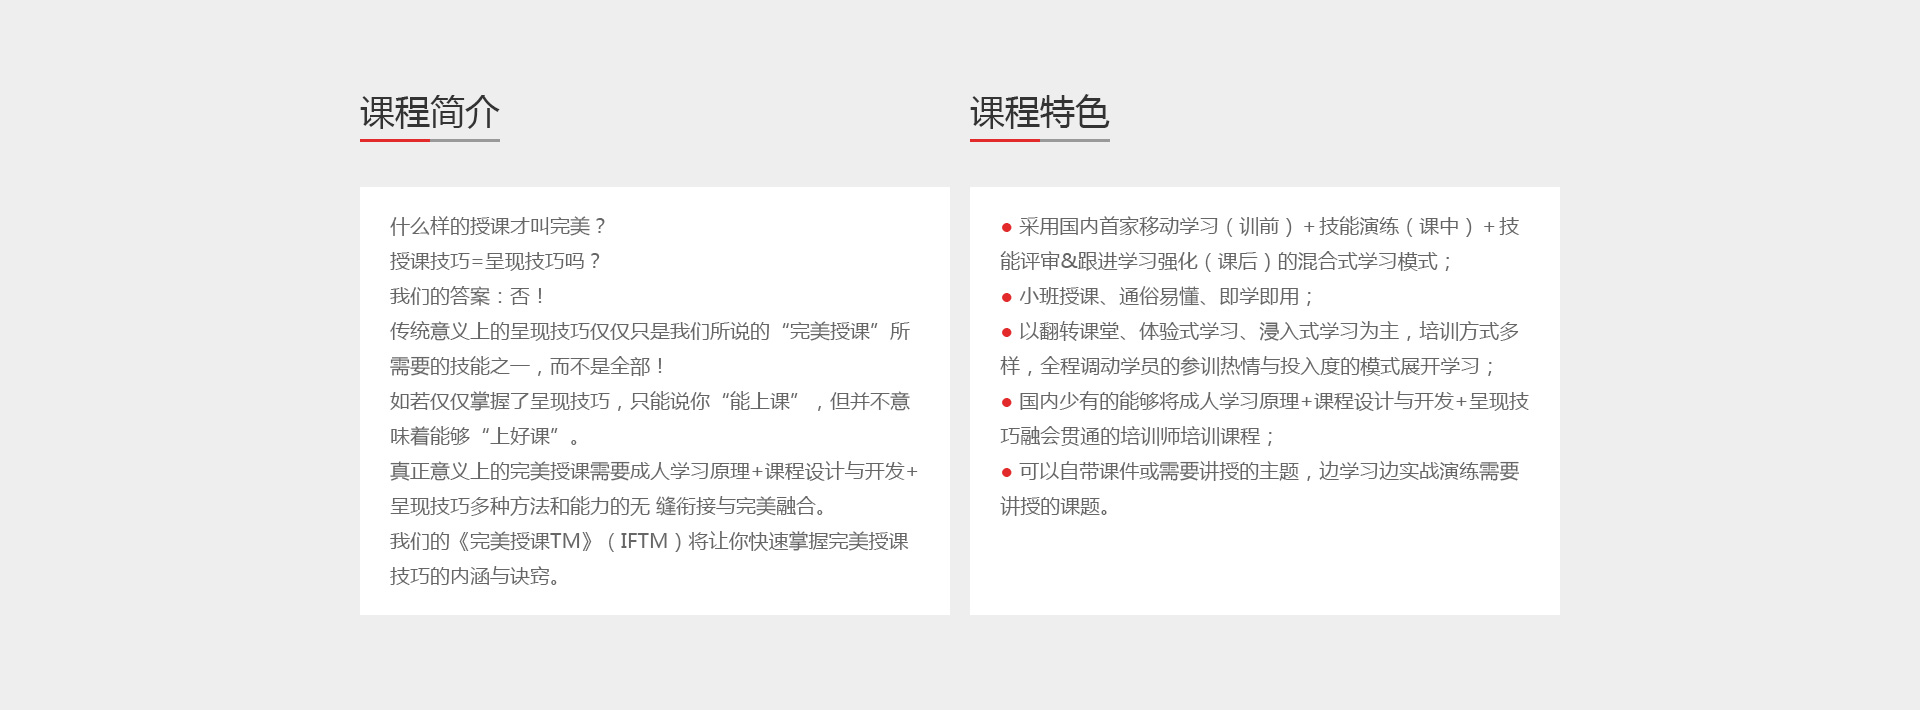 课程简介
什么样的授课才叫完美？
授课技巧=呈现技巧吗？
我们的答案：否！
传统意义上的呈现技巧仅仅只是我们所说的“完美授课”所
需要的技能之一，而不是全部！
如若仅仅掌握了呈现技巧，只能说你“能上课”，但并不意
味着能够“上好课”。
真正意义上的完美授课需要成人学习原理+课程设计与开发+
呈现技巧多种方法和能力的无 缝衔接与完美融合。
我们的《完美授课TM》（IFTM）将让你快速掌握完美授课
技巧的内涵与诀窍。
课程特色
● 采用国内首家移动学习（训前）＋技能演练（课中）＋技
能评审&跟进学习强化（课后）的混合式学习模式；
● 小班授课、通俗易懂、即学即用；
● 以翻转课堂、体验式学习、浸入式学习为主，培训方式多
样，全程调动学员的参训热情与投入度的模式展开学习；
● 国内少有的能够将成人学习原理+课程设计与开发+呈现技
巧融会贯通的培训师培训课程；
● 可以自带课件或需要讲授的主题，边学习边实战演练需要
讲授的课题。